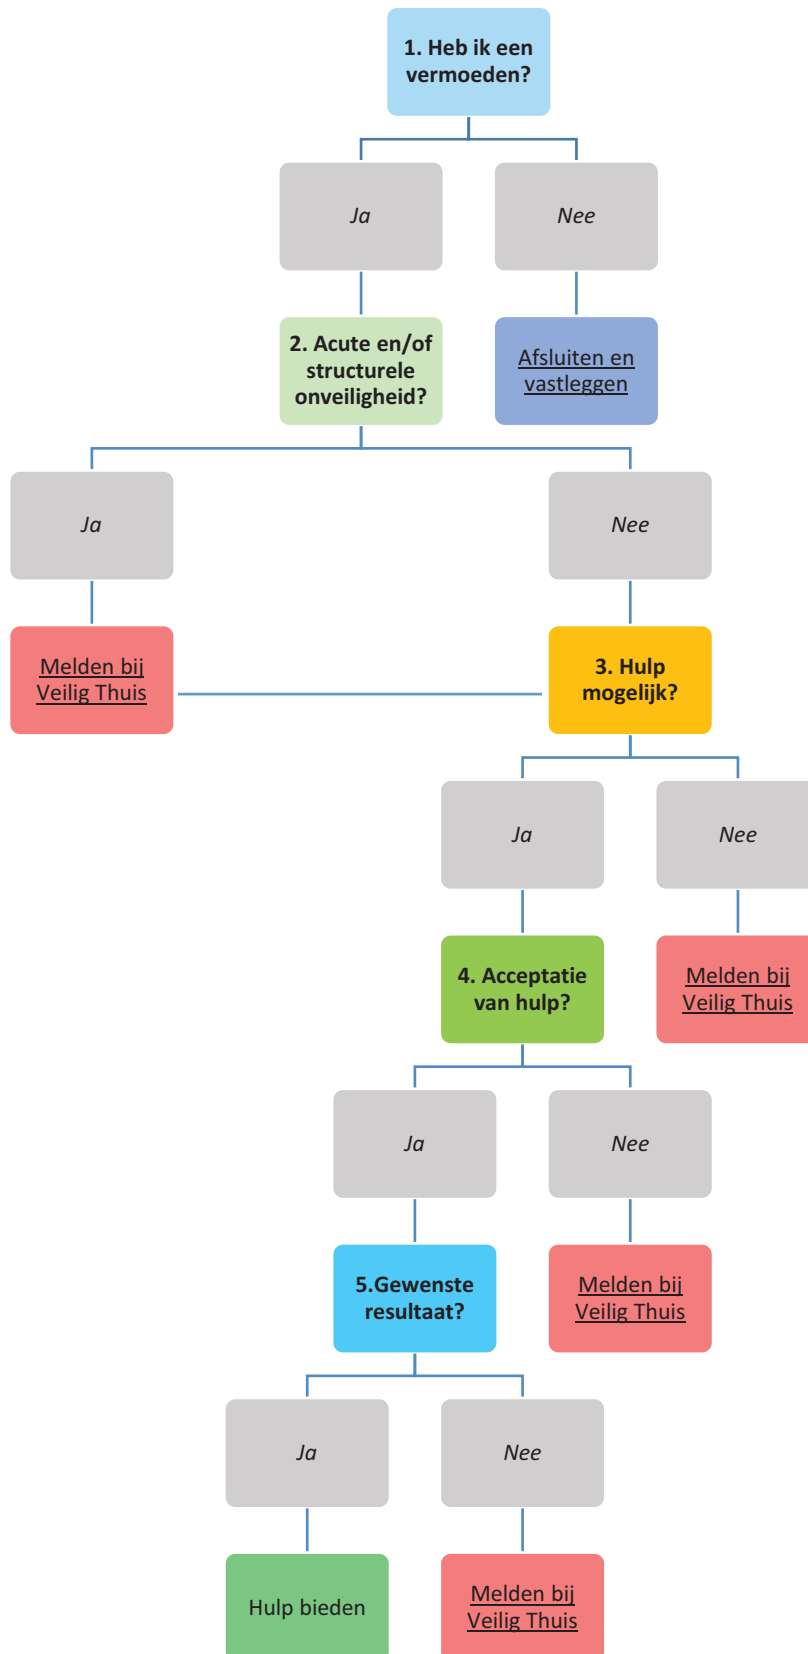 1. Heb ik een
vermoeden?
Ja
Nee
2. Acute en/of
structurele
onveiligheid?
Afsluiten en
vastleggen
Ja
Nee
Melden bij
Veilig Thuis
3. Hulp
mogelijk?
Ja
Nee
4. Acceptatie
van hulp?
Melden bij
Veilig Thuis
Ja
Nee
5.Gewenste
resultaat?
Melden bij
Veilig Thuis
Ja
Nee
Hulp bieden
Melden bij
Veilig Thuis